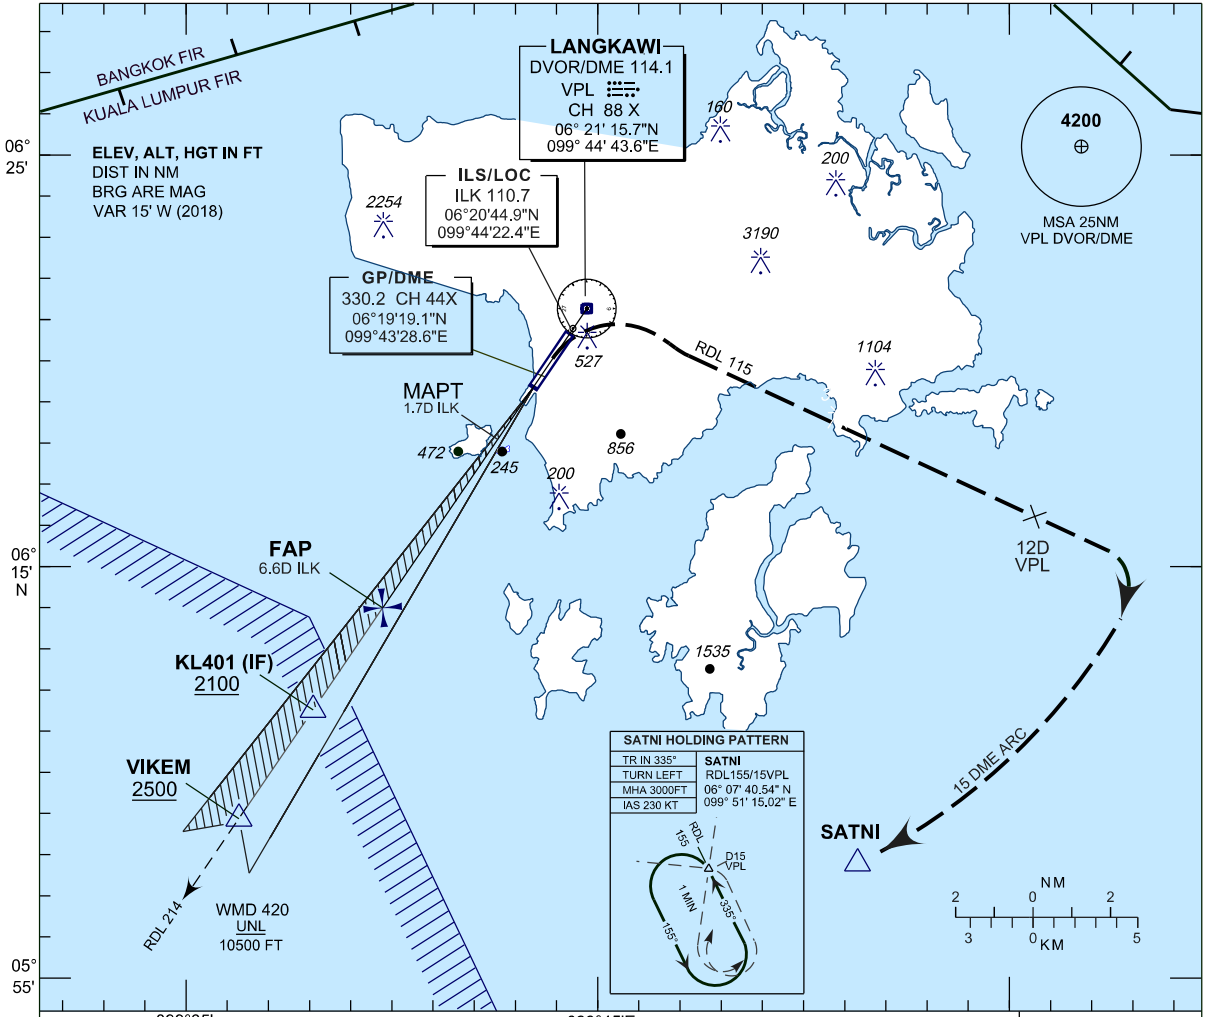 BANGKOK FIR
KUALA LUMPUR FIR
ELEV, ALT, HGT IN FT
DIST IN NM
BRG ARE MAG
VAR 15' W (2018)
LANGKAWI
DVOR/DME 114.1
VPL
CH 88 X
06° 21' 15.7"N
099° 44' 43.6"E
ILS/LOC
ILK 110.7
06°20'44.9"N
099°44'22.4"E
GP/DME
330.2 CH 44X
06°19'19.1"N
099°43'28.6"E
4200
MSA 25NM
VPL DVOR/DME
06°
25'
2254
160
200
3190
1104
527
RDL 115
MAPT
1.7D ILK
472
245
856
200
12D
VPL
06°
15'
N
FAP
6.6D ILK
KL401 (IF)
2100
VIKEM
2500
1535
15 DME ARC
SATNI
RDL 214
WMD 420
UNL
10500 FT
SATNI HOLDING PATTERN
TR IN 335°
TURN LEFT
MHA 3000FT
IAS 230 KT
SATNI
RDL155/15VPL
06° 07' 40.54" N
099° 51' 15.02" E
RDL
155
D15
VPL
1 MIN
335°
155°
NM
2 0 2
3 0 5
KM
05°
55'